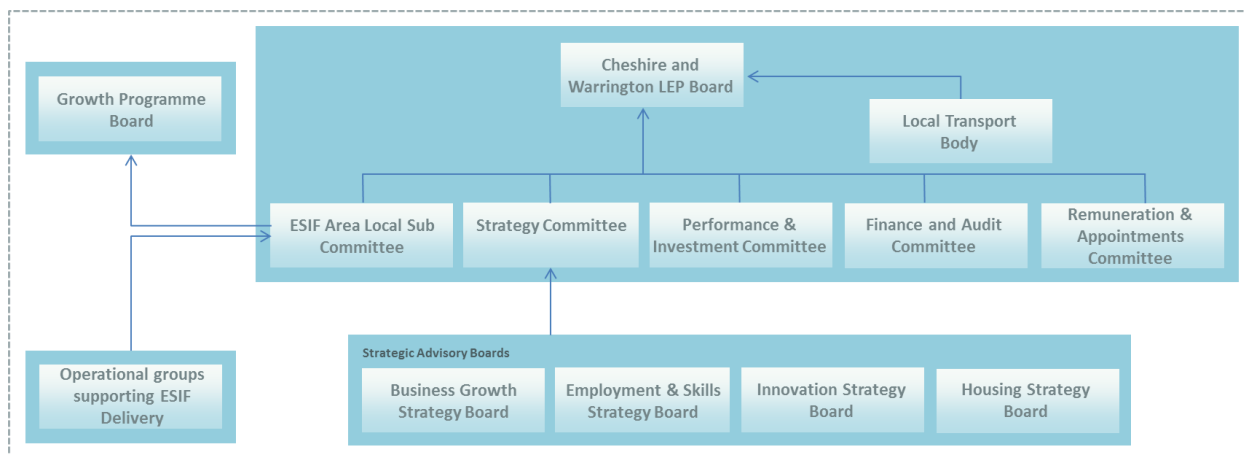 Cheshire and
Warrington LEP Board
Growth Programme
Board
Local Transport
Body
ESIF Area Local Sub
Committee
Strategy Committee
Performance &
Investment Committee
Finance and Audit
Committee
Remuneration &
Appointments
Committee
Operational groups
supporting ESIF
Delivery
Strategic Advisory Boards
Business Growth
Strategy Board
Employment & Skills
Strategy Board
Innovation Strategy
Board
Housing Strategy
Board